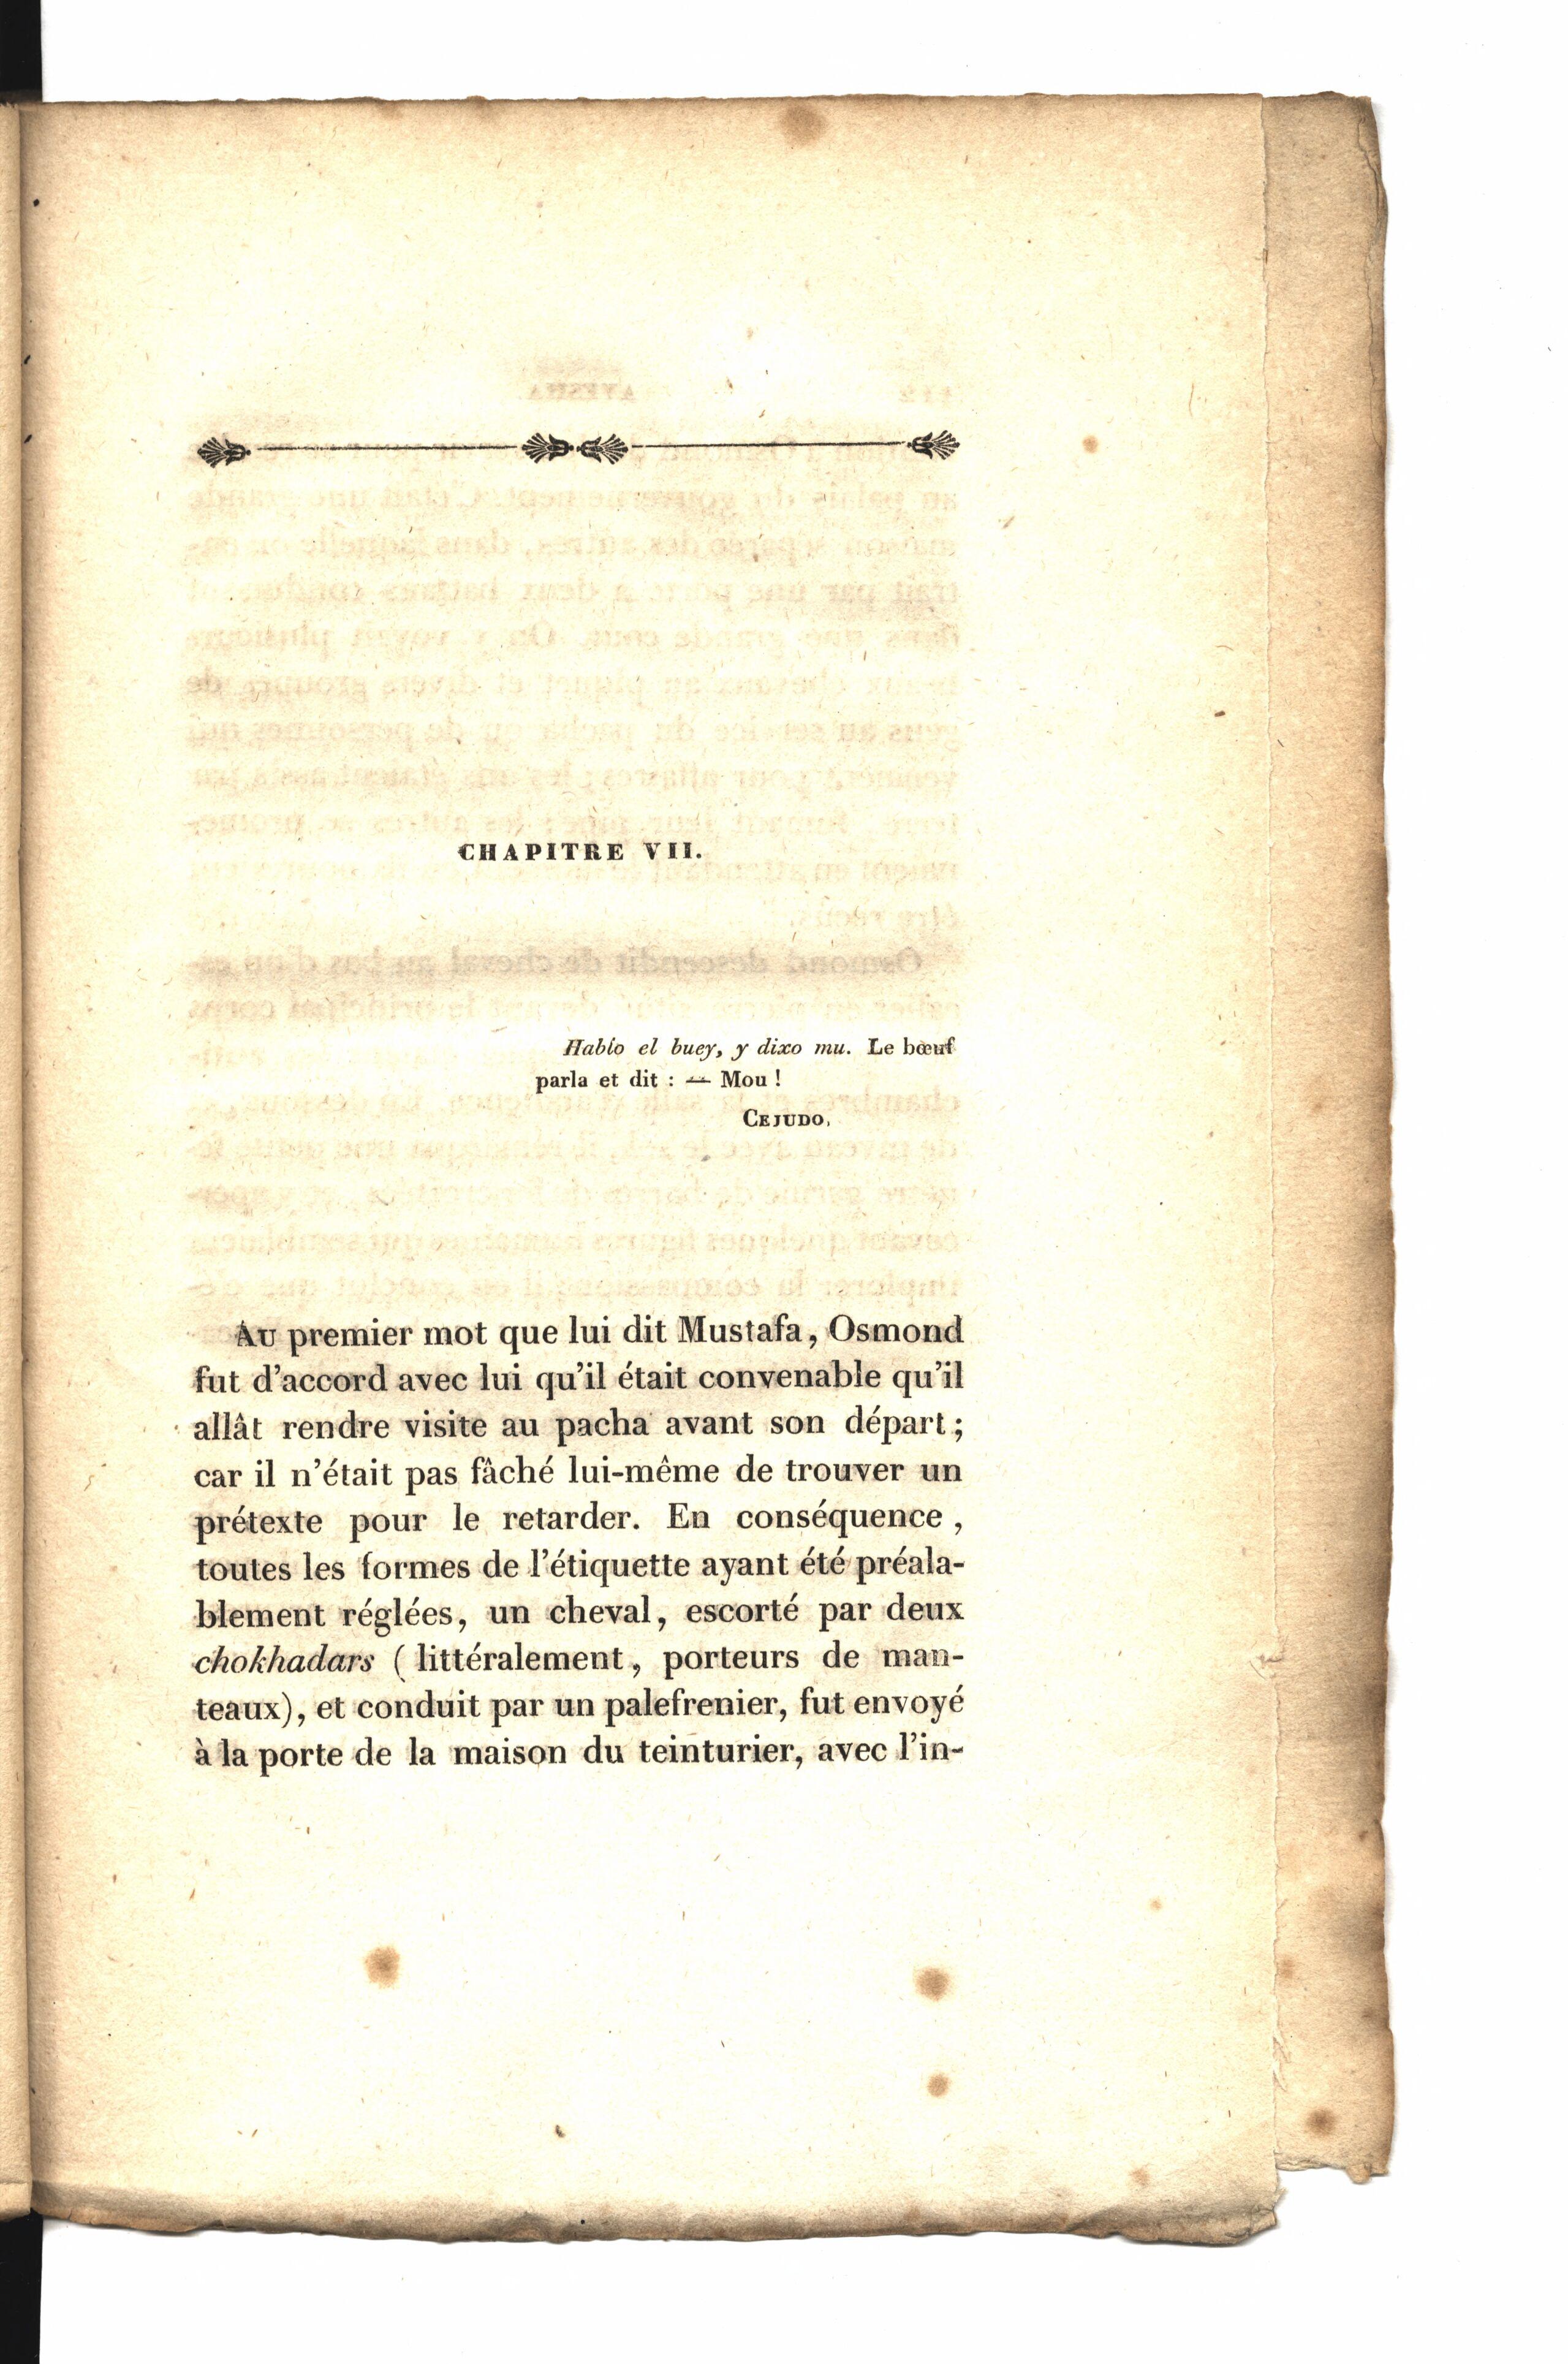 CHAPITRE VII.
Hablo el buey, y dixo mu. Le bœuf
parla et dit : — Mou !
CEJUDO.
AU premier mot que lui dit Mustafa, Osmond
fut d'accord avec lui qu'il était convenable qu'il
allât rendre visite au pacha avant son départ;
car il n'était pas fâché lui-même de trouver un
prétexte pour le retarder. En conséquence,
toutes les formes de l'étiquette ayant été préala-
blement réglées, un cheval, escorté par deux
chokhadars (littéralement, porteurs de man-
teaux), et conduit par un palefrenier, fut envoyé
à la porte de la maison du teinturier, avec l'in-